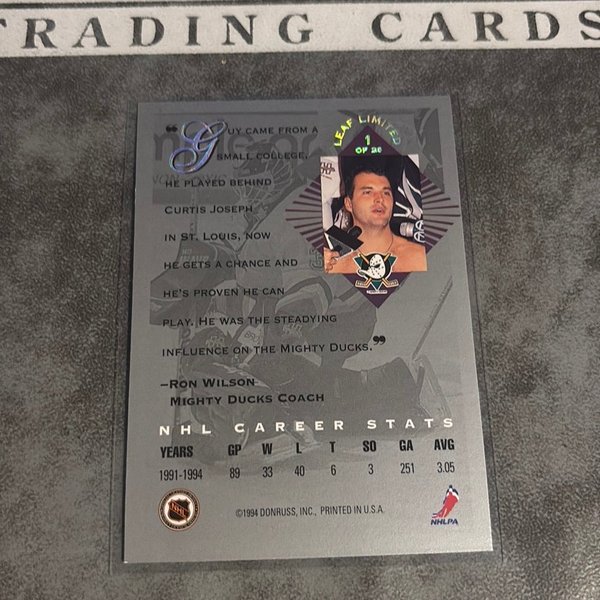 TRADING CARDS
LEAF LIMITED
1
OF 28
"GUY CAME FROM A
SMALL COLLEGE,
HE PLAYED BEHIND
CURTIS JOSEPH
IN ST. LOUIS, NOW
HE GETS A CHANCE AND
HE'S PROVEN HE CAN
PLAY. HE WAS THE STEADYING
INFLUENCE ON THE MIGHTY DUCKS."
–RON WILSON
MIGHTY DUCKS COACH
NHL CAREER STATS
YEARS GP W L T SO GA AVG
1991-1994 89 33 40 6 3 251 3.05
NHL
©1994 DONRUSS, INC., PRINTED IN U.S.A.
NHLPA